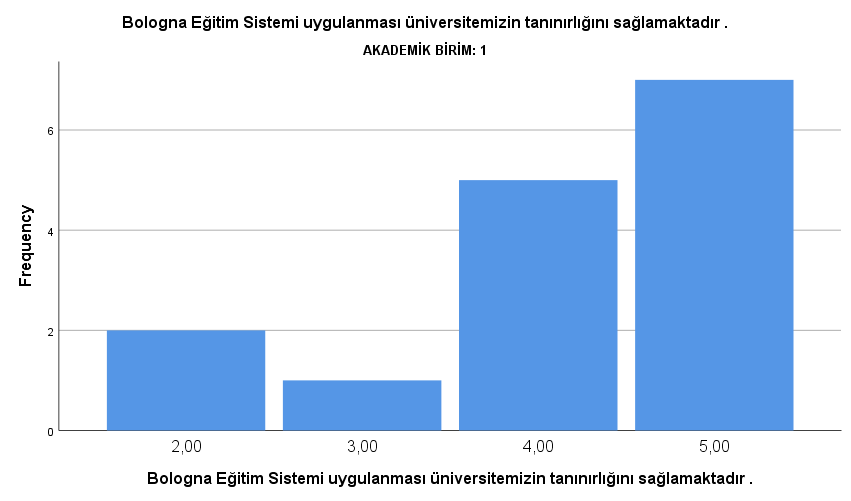 Bologna Eğitim Sistemi uygulanması üniversitemizin tanınırlığını sağlamaktadır .
AKADEMİK BİRİM: 1
Frequency
6
4
2
0
2,00 3,00 4,00 5,00
Bologna Eğitim Sistemi uygulanması üniversitemizin tanınırlığını sağlamaktadır .